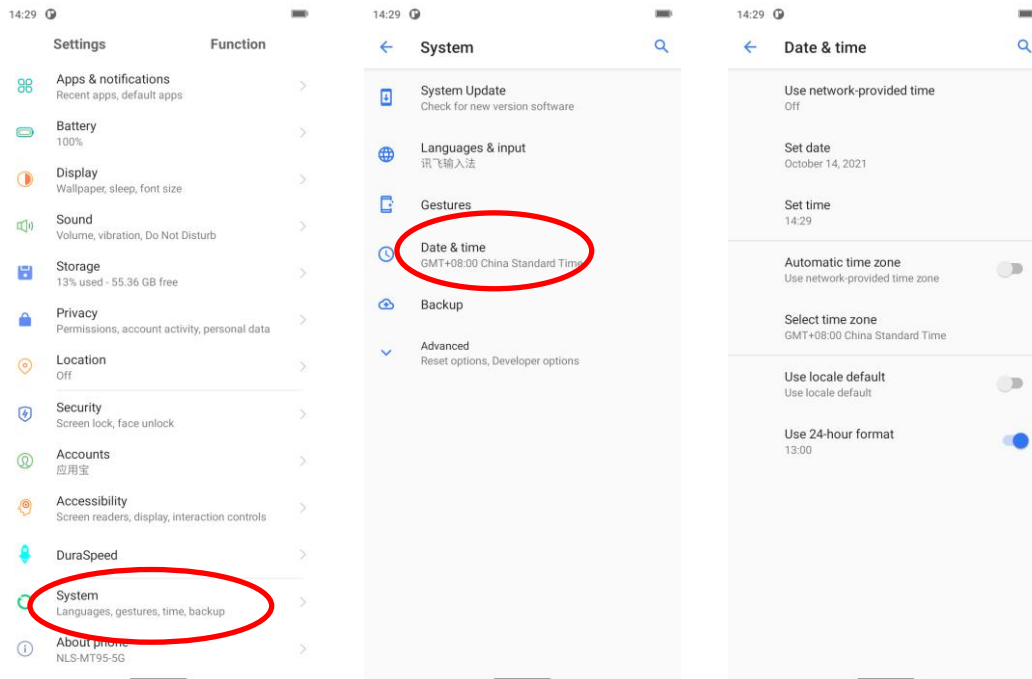 14:29
Settings Function
Apps & notifications
Recent apps, default apps
Battery
100%
Display
Wallpaper, sleep, font size
Sound
Volume, vibration, Do Not Disturb
Storage
13% used - 55.36 GB free
Privacy
Permissions, account activity, personal data
Location
Off
Security
Screen lock, face unlock
Accounts
应用宝
Accessibility
Screen readers, display, interaction controls
DuraSpeed
System
Languages, gestures, time, backup
About phone
NLS-MT95-5G
14:29
System
System Update
Check for new version software
Languages & input
讯飞输入法
Gestures
Date & time
GMT+08:00 China Standard Time
Backup
Advanced
Reset options, Developer options
14:29
Date & time
Use network-provided time
Off
Set date
October 14, 2021
Set time
14:29
Automatic time zone
Use network-provided time zone
Select time zone
GMT+08:00 China Standard Time
Use locale default
Use locale default
Use 24-hour format
13:00